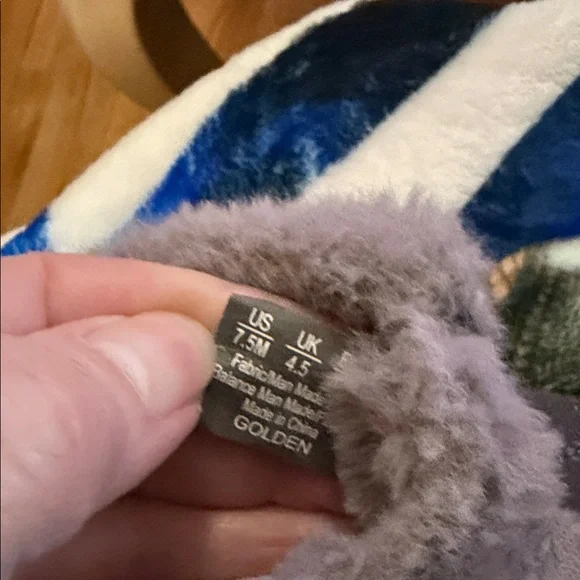 US UK
7.5M 4.5
Fabric/Man Made
Balance Man Made/F
Made in China
GOLDEN